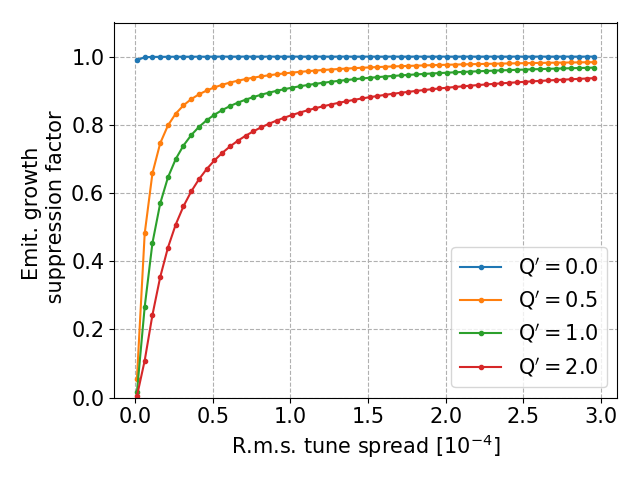 Emit. growth
suppression factor
1.0
0.8
0.6
0.4
0.2
0.0
Q′ = 0.0
Q′ = 0.5
Q′ = 1.0
Q′ = 2.0
0.0 0.5 1.0 1.5 2.0 2.5 3.0
R.m.s. tune spread [10⁻⁴]